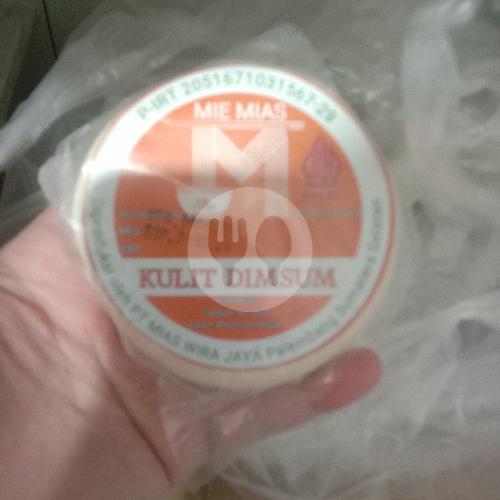 P-IRT 2051671031567-29
MIE MIAS
KULIT DIMSUM
Diproduksi oleh PT MIAS WIRA JAYA Palembang Sumatera Selatan